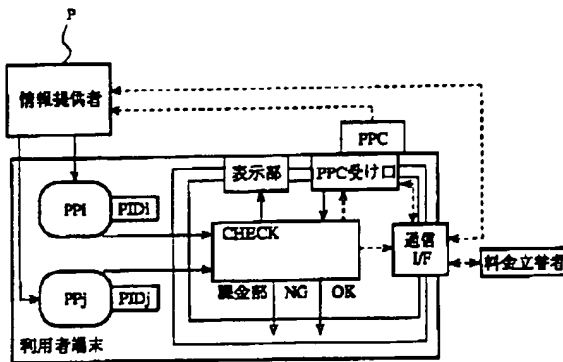 P
情報提供者
PPC
表示部
PPC受け口
PPi
PIDi
CHECK
通信
I/F
料金立替者
PPj
PIDj
課金部
NG
OK
利用者端末